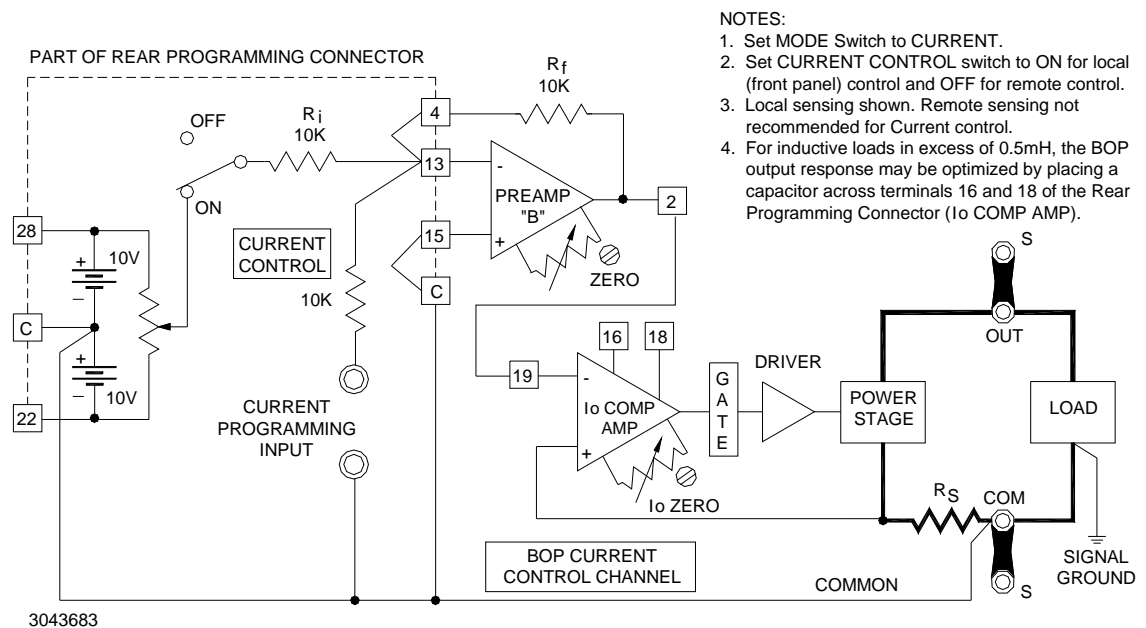 NOTES:
1. Set MODE Switch to CURRENT.
2. Set CURRENT CONTROL switch to ON for local
(front panel) control and OFF for remote control.
3. Local sensing shown. Remote sensing not
recommended for Current control.
4. For inductive loads in excess of 0.5mH, the BOP
output response may be optimized by placing a
capacitor across terminals 16 and 18 of the Rear
Programming Connector (Io COMP AMP).
PART OF REAR PROGRAMMING CONNECTOR
OFF
Ri
10K
ON
4
Rf
10K
13
-
PREAMP
"B"
+
2
15
C
ZERO
28
+
10V
–
C
+
10V
–
22
CURRENT
CONTROL
10K
CURRENT
PROGRAMMING
INPUT
16
18
19
-
Io COMP
AMP
+
Io ZERO
G
A
T
E
DRIVER
POWER
STAGE
S
OUT
LOAD
RS
COM
S
SIGNAL
GROUND
BOP CURRENT
CONTROL CHANNEL
COMMON
3043683